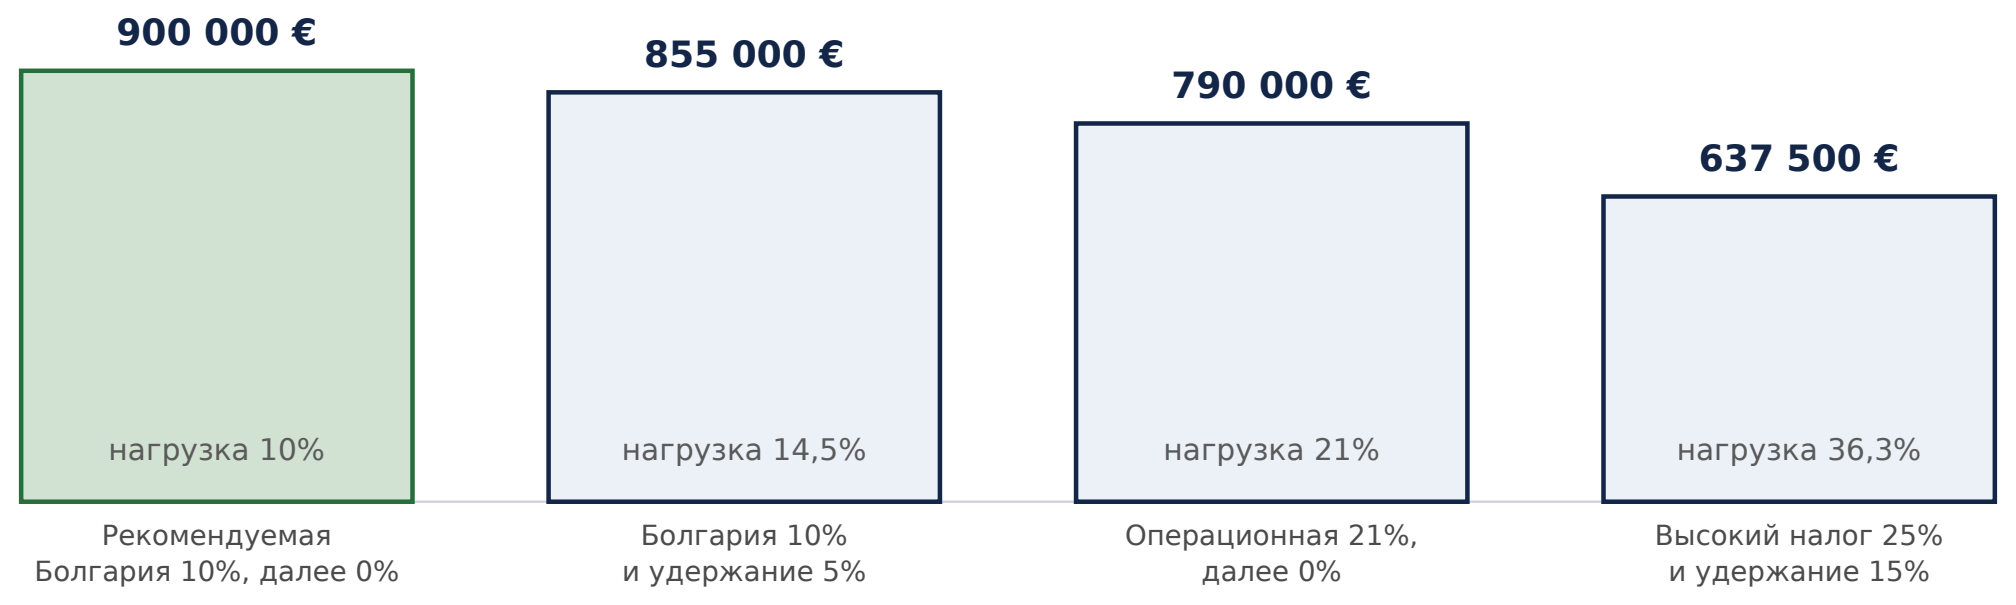 900 000 €
855 000 €
790 000 €
637 500 €
нагрузка 10%
нагрузка 14,5%
нагрузка 21%
нагрузка 36,3%
Рекомендуемая
Болгария 10%, далее 0%
Болгария 10%
и удержание 5%
Операционная 21%,
далее 0%
Высокий налог 25%
и удержание 15%